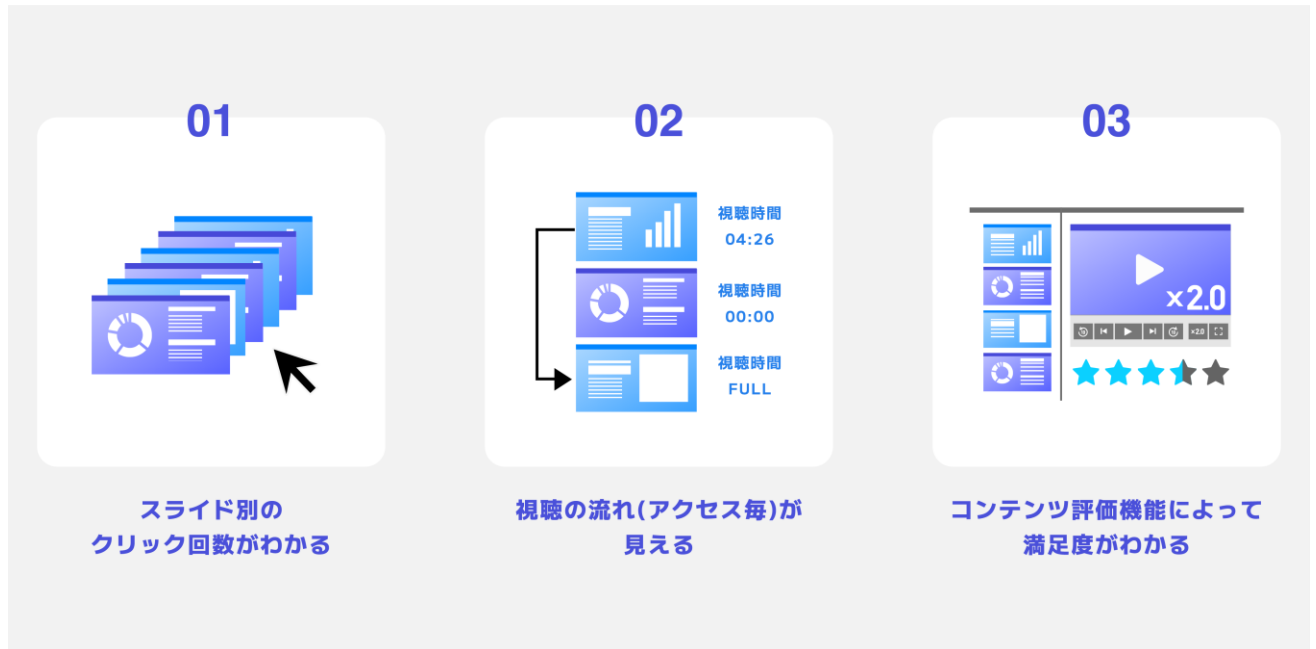 01
スライド別の
クリック回数がわかる
02
視聴時間
04:26
視聴時間
00:00
視聴時間
FULL
視聴の流れ(アクセス毎)が
見える
03
×2.0
×2.0
コンテンツ評価機能によって
満足度がわかる